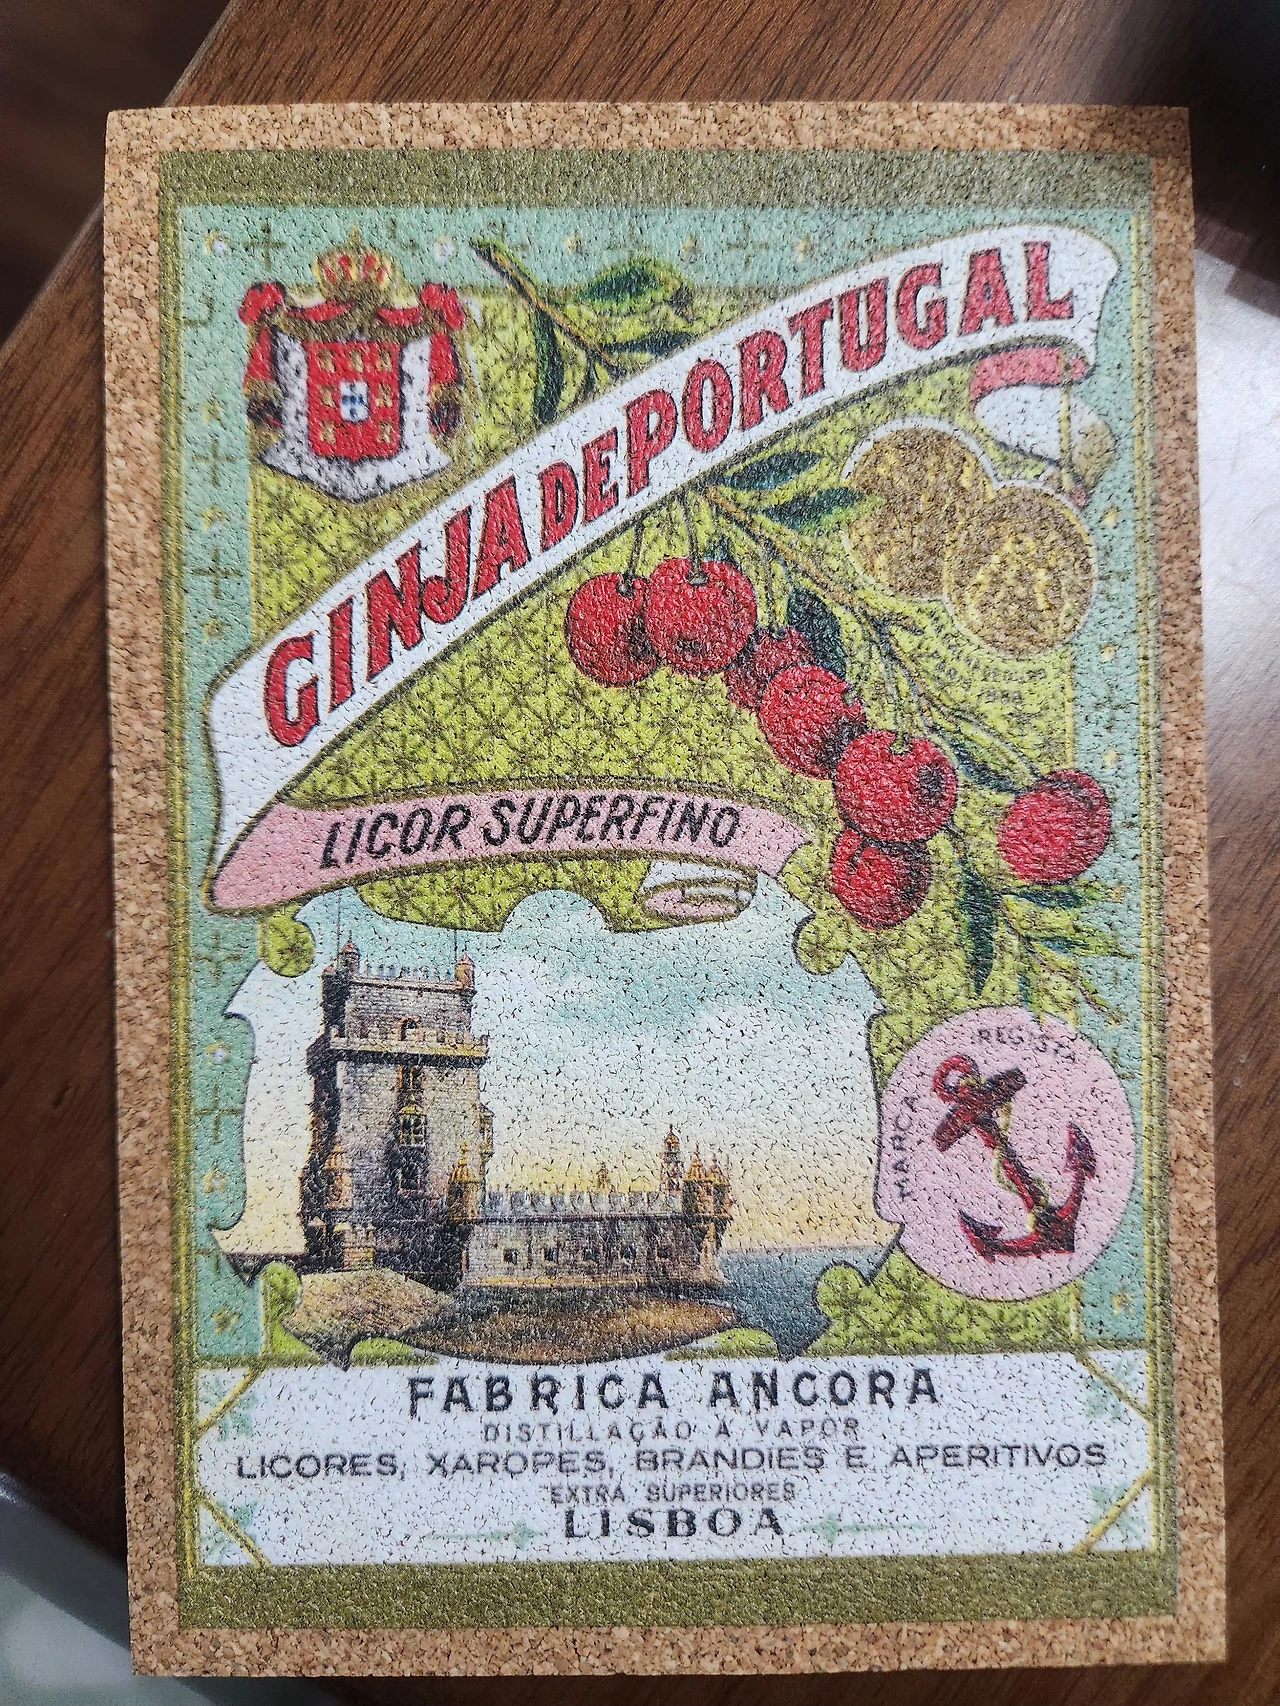 GINJA DE PORTUGAL
LICOR SUPERFINO
MARCA REGISTA
FABRICA ANCORA
DISTILLAÇÃO A VAPOR
LICORES, XAROPES, BRANDIES E APERITIVOS
EXTRA SUPERIORES
LISBOA